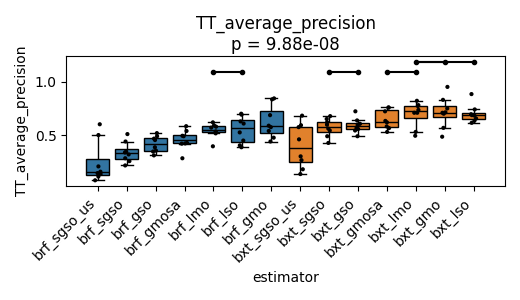 TT_average_precision
p = 9.88e-08
TT_average_precision
1.0
0.5
brf_sgso_us
brf_sgso
brf_gso
brf_gmosa
brf_lmo
brf_lso
brf_gmo
bxt_sgso_us
bxt_sgso
bxt_gso
bxt_gmosa
bxt_lmo
bxt_gmo
bxt_lso
estimator